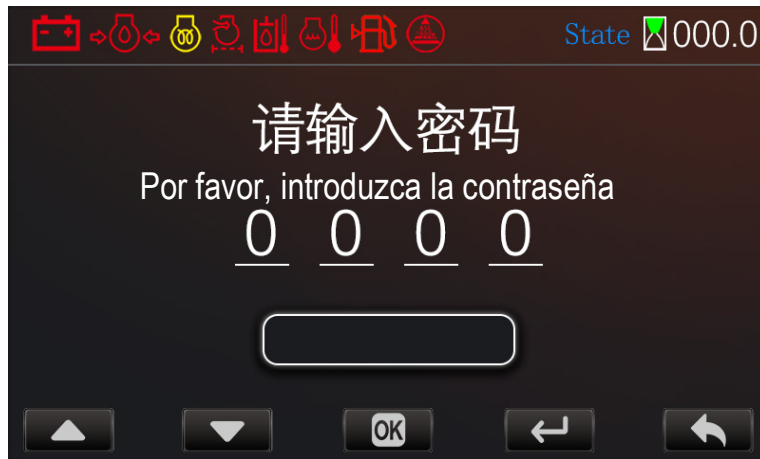 State 000.0
请输入密码
Por favor, introduzca la contraseña
0 0 0 0
OK